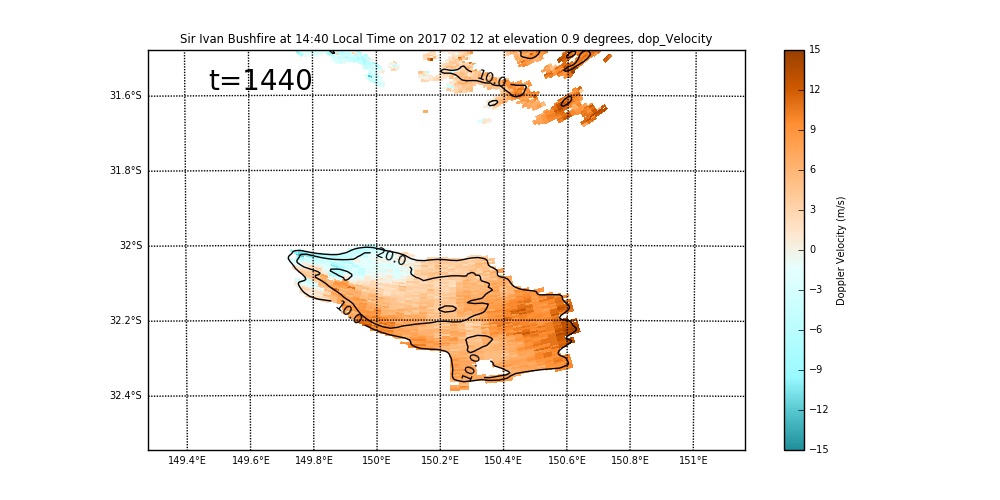 Sir Ivan Bushfire at 14:40 Local Time on 2017 02 12 at elevation 0.9 degrees, dop_Velocity
t=1440
31.6°S
31.8°S
32°S
32.2°S
32.4°S
149.4°E 149.6°E 149.8°E 150°E 150.2°E 150.4°E 150.6°E 150.8°E 151°E
10.0
20.0
10.0
10.0
15
12
9
6
3
0
−3
−6
−9
−12
−15
Doppler Velocity (m/s)